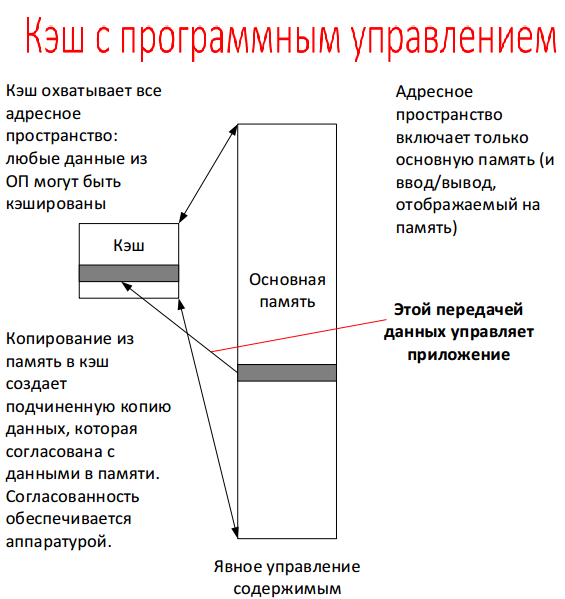 Кэш с программным управлением
Кэш охватывает все
адресное
пространство:
любые данные из
ОП могут быть
кэшированы
Адресное
пространство
включает только
основную память (и
ввод/вывод,
отображаемый на
память)
Кэш
Основная
память
Этой передачей
данных управляет
приложение
Копирование из
память в кэш
создает
подчиненную копию
данных, которая
согласована с
данными в памяти.
Согласованность
обеспечивается
аппаратурой.
Явное управление
содержимым